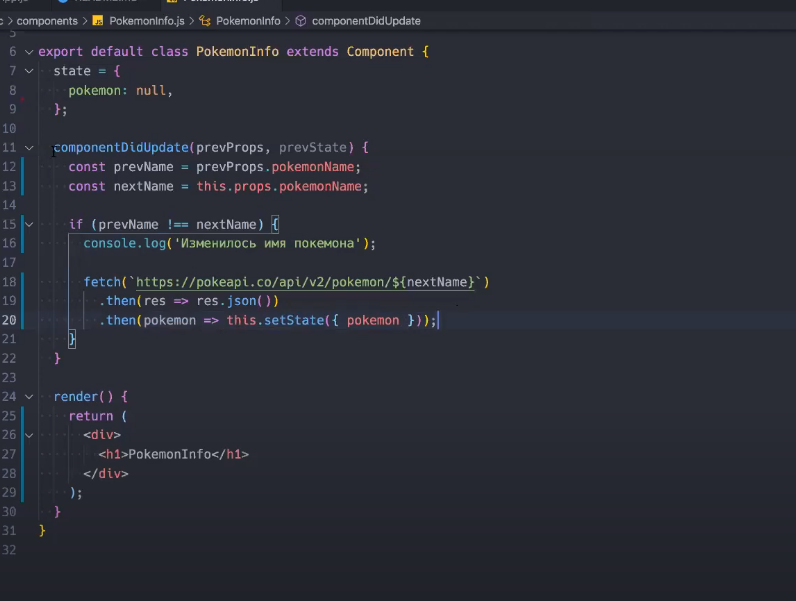 c > components > JS PokemonInfo.js > PokemonInfo > componentDidUpdate
5
6 export default class PokemonInfo extends Component {
7 state = {
8 pokemon: null,
9 };
10
11 componentDidUpdate(prevProps, prevState) {
12 const prevName = prevProps.pokemonName;
13 const nextName = this.props.pokemonName;
14
15 if (prevName !== nextName) {
16 console.log('Изменилось имя покемона');
17
18 fetch(`https://pokeapi.co/api/v2/pokemon/${nextName}`)
19 .then(res => res.json())
20 .then(pokemon => this.setState({ pokemon }));
21 }
22 }
23
24 render() {
25 return (
26 <div>
27 <h1>PokemonInfo</h1>
28 </div>
29 );
30 }
31 }
32